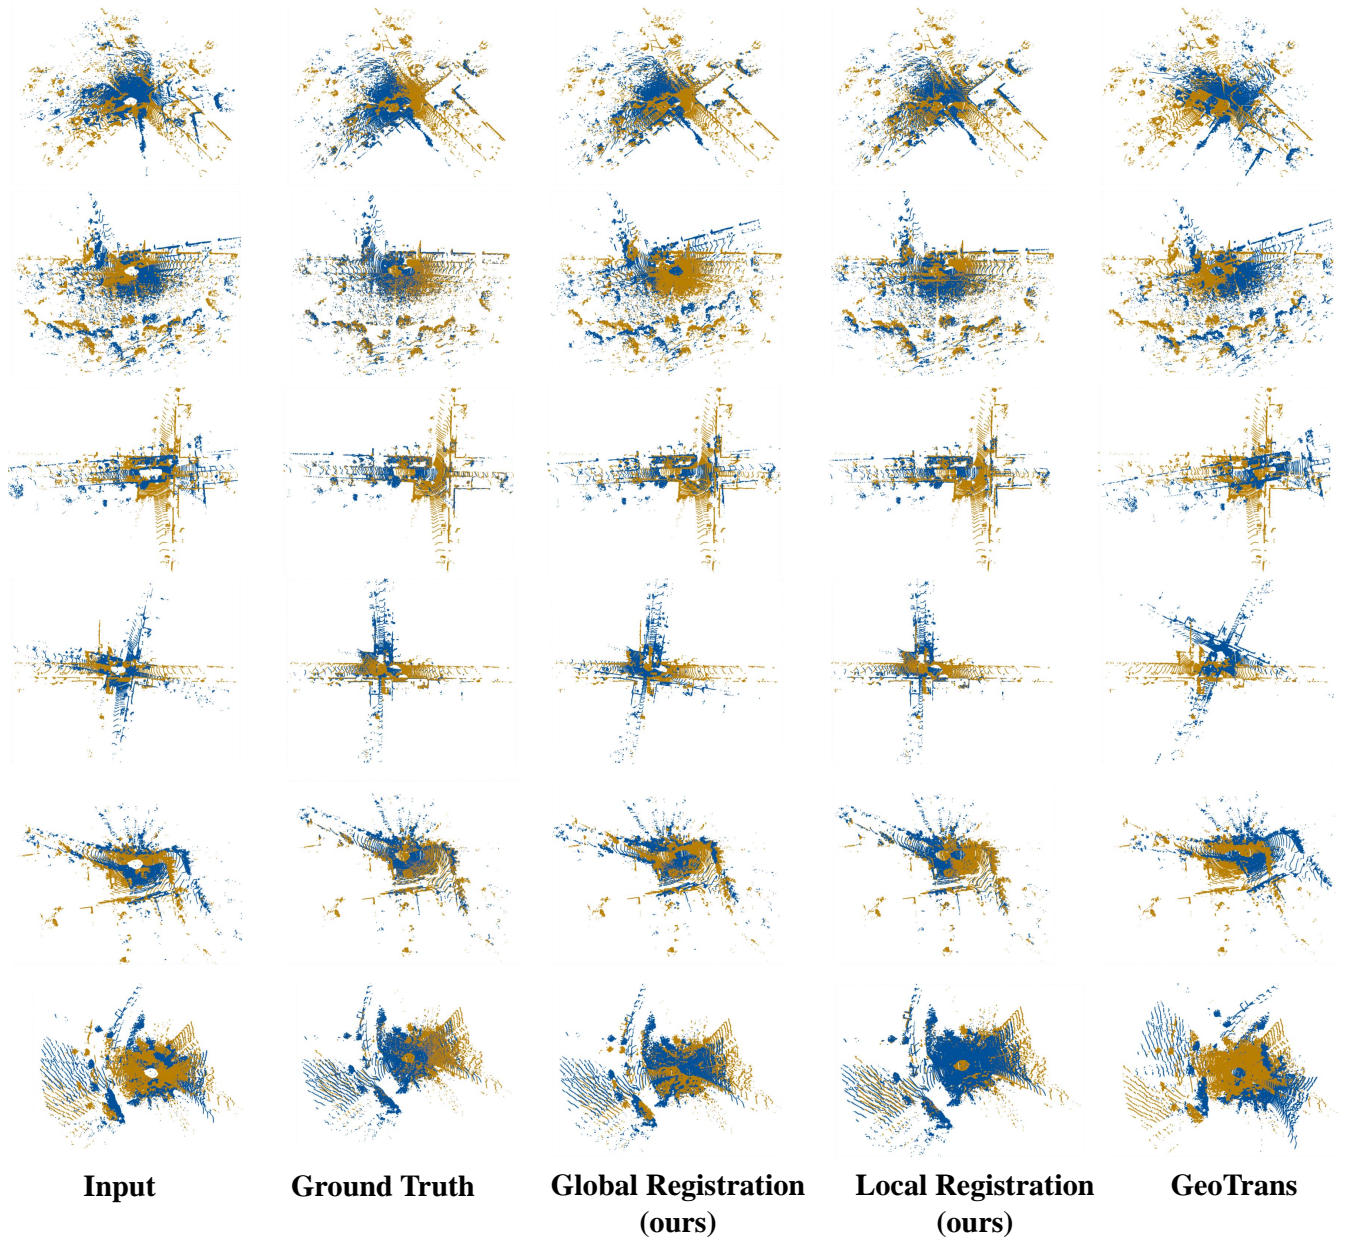 Input
Ground Truth
Global Registration
(ours)
Local Registration
(ours)
GeoTrans